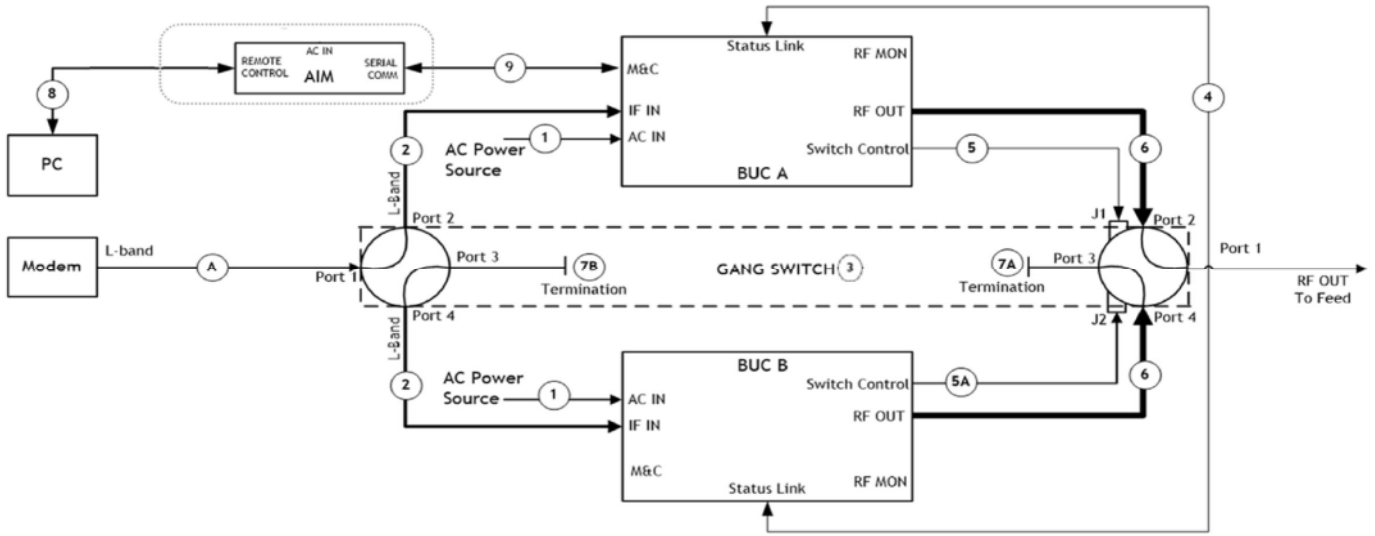 4
Status Link
RF MON
AC IN
REMOTE
CONTROL
AIM
SERIAL
COMM
9
M&C
8
IF IN
RF OUT
1
AC IN
AC Power
Source
2
5
6
Switch Control
PC
BUC A
L-Band
J1
Port 2
Port 2
Modem
L-band
A
Port 1
Port 3
7B
Termination
GANG SWITCH 3
7A
Termination
Port 3
Port 1
RF OUT
To Feed
Port 4
J2
Port 4
L-Band
BUC B
AC Power
Source
1
2
Switch Control
5A
6
AC IN
RF OUT
IF IN
M&C
RF MON
Status Link